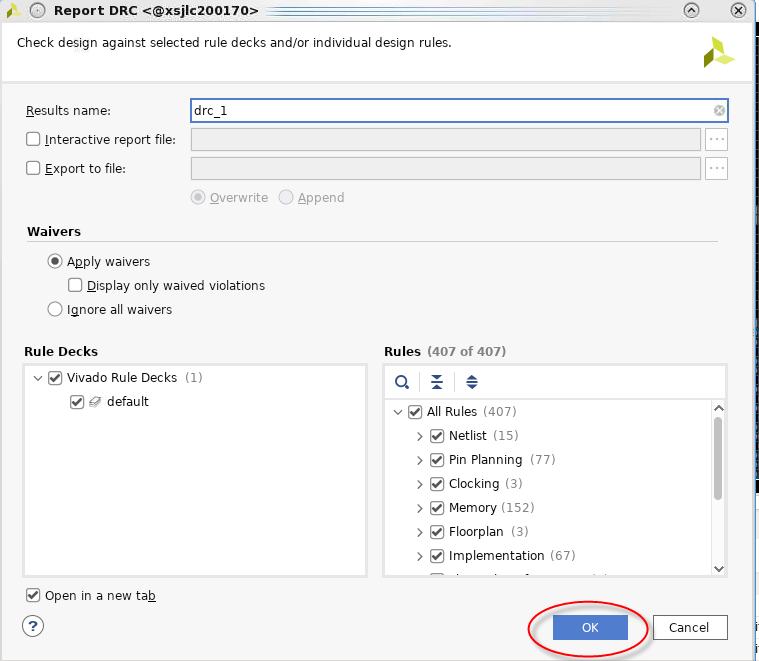 Report DRC <@xsjlc200170>
Check design against selected rule decks and/or individual design rules.
Results name: drc_1
Interactive report file: ...
Export to file: ...
Overwrite Append
Waivers
Apply waivers
Display only waived violations
Ignore all waivers
Rule Decks
Vivado Rule Decks (1)
default
Rules (407 of 407)
All Rules (407)
Netlist (15)
Pin Planning (77)
Clocking (3)
Memory (152)
Floorplan (3)
Implementation (67)
Open in a new tab
? OK Cancel